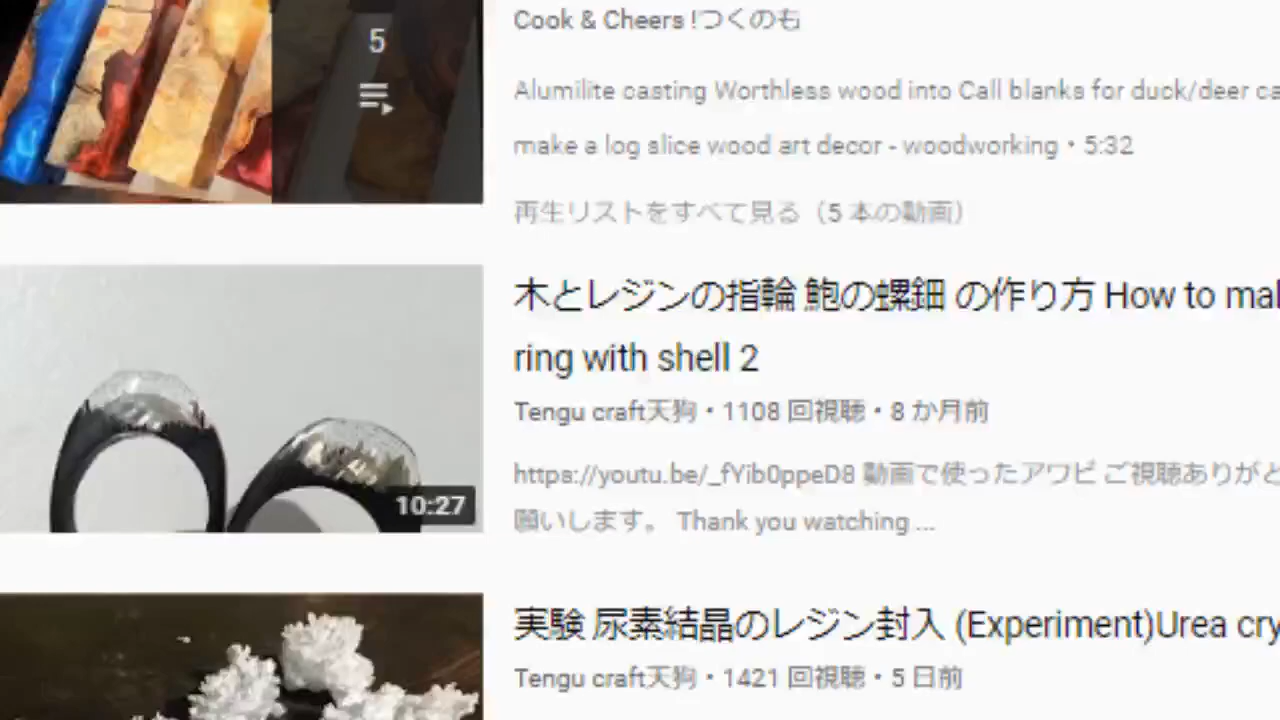 Cook & Cheers !つくのも
5
Alumilite casting Worthless wood into Call blanks for duck/deer
make a log slice wood art decor - woodworking • 5:32
再生リストをすべて見る（5 本の動画）
木とレジンの指輪 鮑の螺鈿 の作り方 How to
ring with shell 2
Tengu craft天狗 • 1108 回視聴 • 8 か月前
https://youtu.be/_fYib0ppeD8 動画で使ったアワビ ご視聴ありがと
10:27
願いします。 Thank you watching ...
実験 尿素結晶のレジン封入 (Experiment)Urea
Tengu craft天狗 • 1421 回視聴 • 5 日前